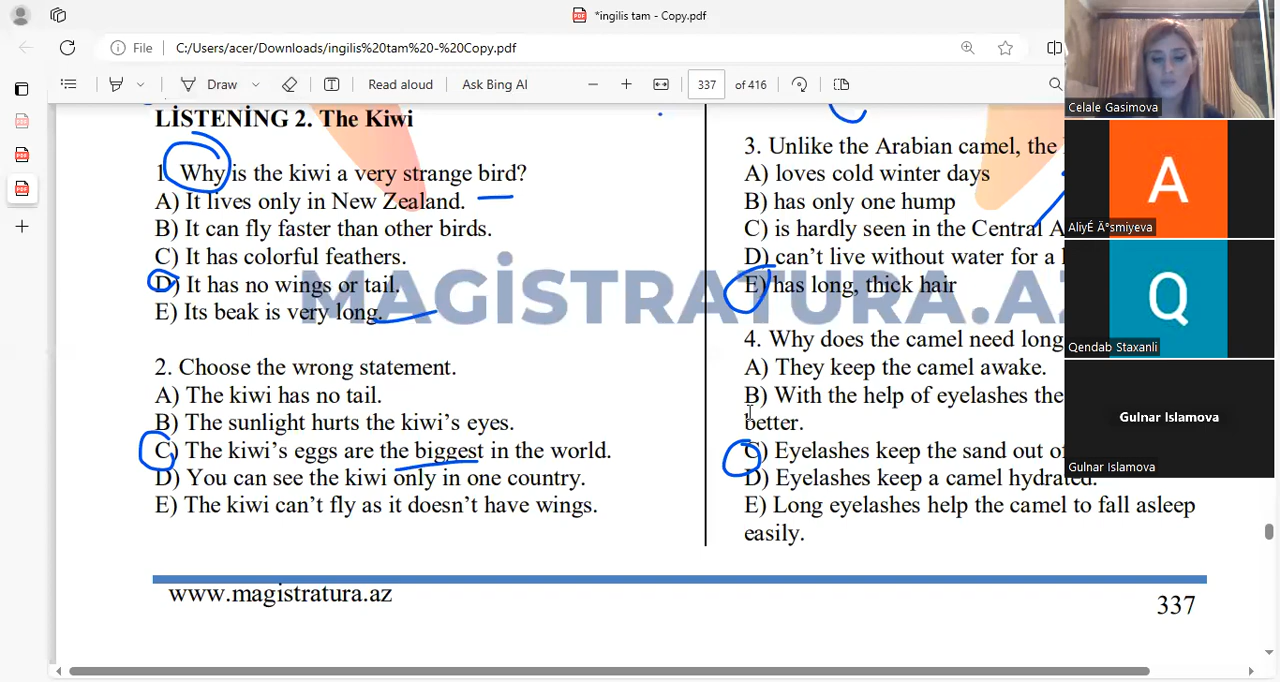 *ingilis tam - Copy.pdf
File
C:/Users/acer/Downloads/ingilis%20tam%20-%20Copy.pdf
Draw
Read aloud
Ask Bing AI
337
of 416
LİSTENİNG 2. The Kiwi
1. Why is the kiwi a very strange bird?
A) It lives only in New Zealand.
B) It can fly faster than other birds.
C) It has colorful feathers.
D) It has no wings or tail.
E) Its beak is very long.
2. Choose the wrong statement.
A) The kiwi has no tail.
B) The sunlight hurts the kiwi's eyes.
C) The kiwi's eggs are the biggest in the world.
D) You can see the kiwi only in one country.
E) The kiwi can't fly as it doesn't have wings.
3. Unlike the Arabian camel, the
A) loves cold winter days
B) has only one hump
C) is hardly seen in the Central A
D) can't live without water for a
E) has long, thick hair
4. Why does the camel need long
A) They keep the camel awake.
B) With the help of eyelashes the
better.
C) Eyelashes keep the sand out of
D) Eyelashes keep a camel hydrated.
E) Long eyelashes help the camel to fall asleep
easily.
MAGİSTRATURA.AZ
www.magistratura.az
337
Celale Gasimova
A
AliyÉ Ä°smiyeva
Q
Qendab Staxanli
Gulnar Islamova
Gulnar Islamova